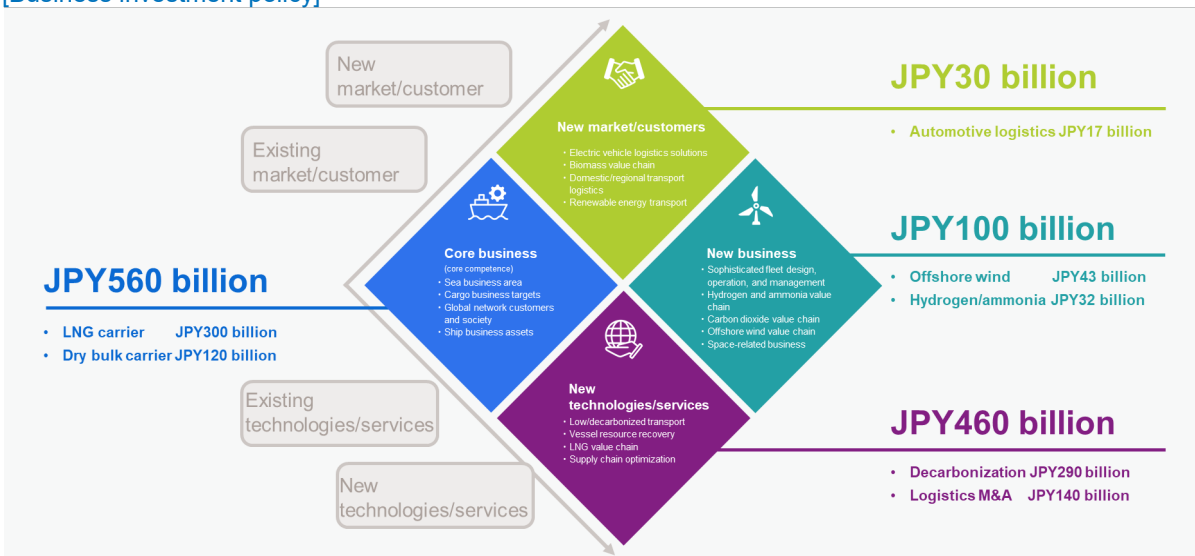 [Business investment policy]
New
market/customer
Existing
market/customer
JPY560 billion
• LNG carrier JPY300 billion
• Dry bulk carrier JPY120 billion
Existing
technologies/services
New
technologies/services
New market/customers
・Electric vehicle logistics solutions
・Biomass value chain
・Domestic/regional transport
logistics
・Renewable energy transport
Core business
(core competence)
・Sea business area
・Cargo business targets
・Global network customers
and society
・Ship business assets
New business
・Sophisticated fleet design,
operation, and management
・Hydrogen and ammonia value
chain
・Carbon dioxide value chain
・Offshore wind value chain
・Space-related business
New
technologies/services
・Low/decarbonized transport
・Vessel resource recovery
・LNG value chain
・Supply chain optimization
JPY30 billion
• Automotive logistics JPY17 billion
JPY100 billion
• Offshore wind JPY43 billion
• Hydrogen/ammonia JPY32 billion
JPY460 billion
• Decarbonization JPY290 billion
• Logistics M&A JPY140 billion